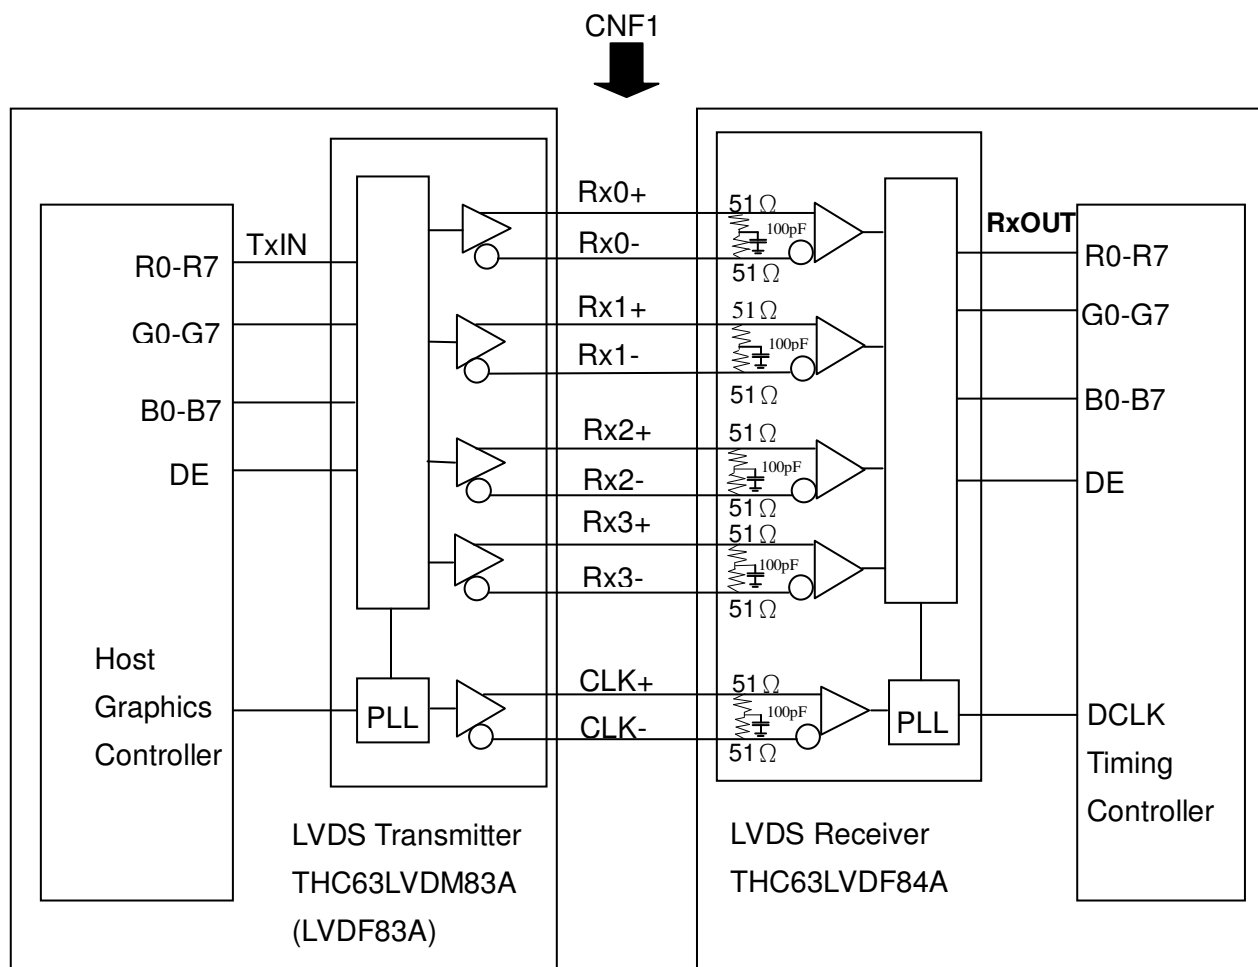 CNF1
TxIN
R0-R7
G0-G7
B0-B7
DE
Host
Graphics
Controller
PLL
Rx0+
Rx0-
Rx1+
Rx1-
Rx2+
Rx2-
Rx3+
Rx3-
CLK+
CLK-
51Ω
100pF
51Ω
51Ω
100pF
51Ω
51Ω
100pF
51Ω
51Ω
100pF
51Ω
51Ω
100pF
51Ω
PLL
RxOUT
R0-R7
G0-G7
B0-B7
DE
DCLK
Timing
Controller
LVDS Transmitter
THC63LVDM83A
(LVDF83A)
LVDS Receiver
THC63LVDF84A